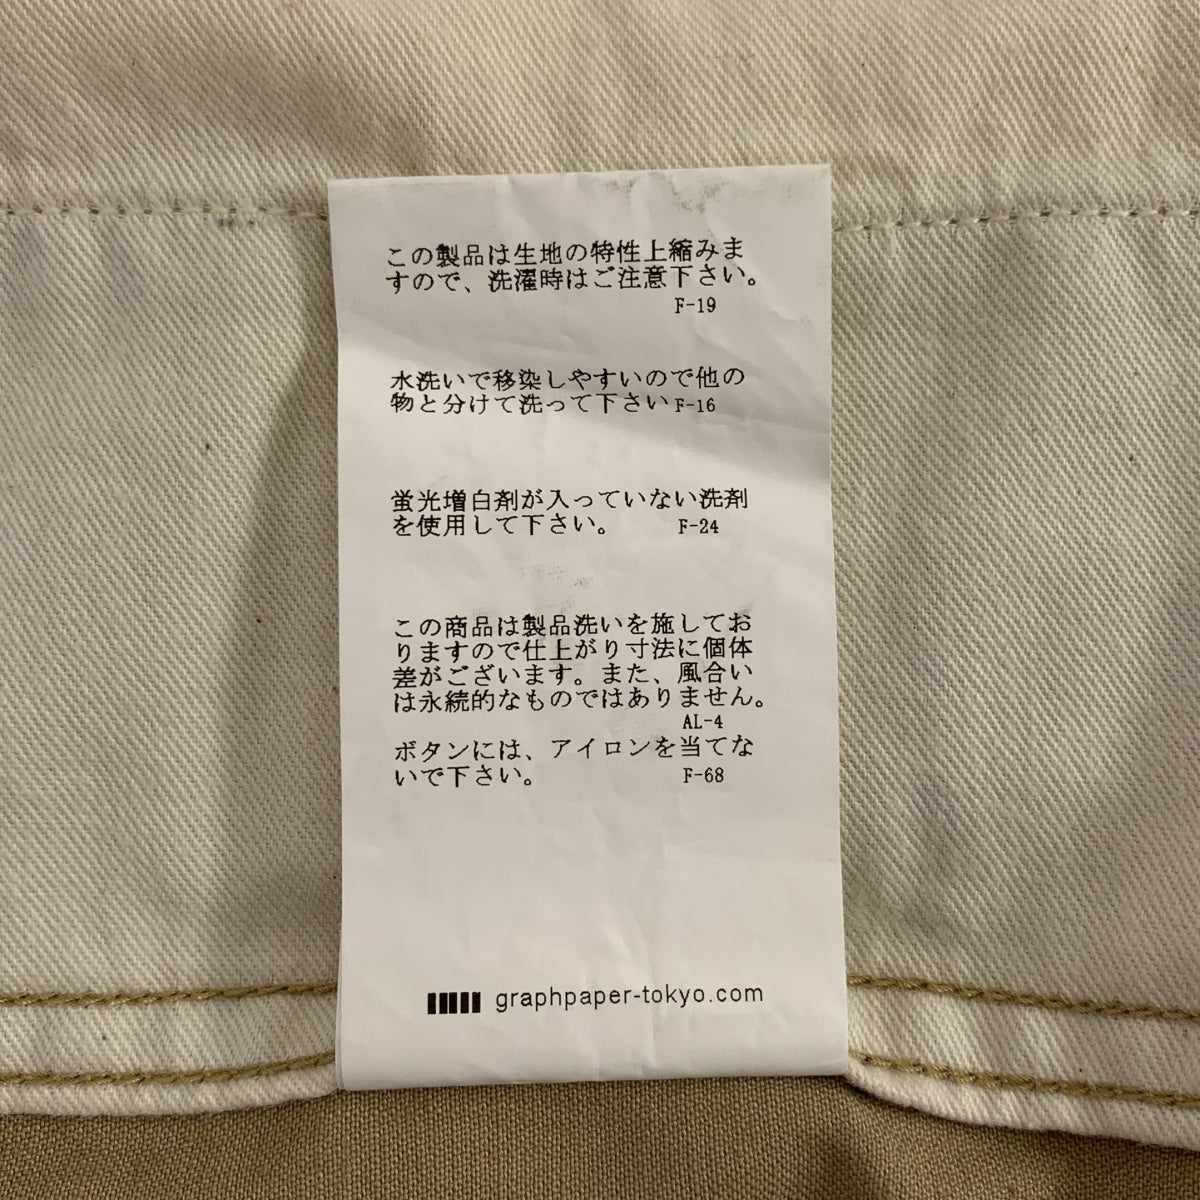 この製品は生地の特性上縮みま
すので、洗濯時はご注意下さい。
F-19
水洗いで移染しやすいので他の
物と分けて洗って下さい F-16
蛍光増白剤が入っていない洗剤
を使用して下さい。 F-24
この商品は製品洗いを施してお
りますので仕上がり寸法に個体
差がございます。また、風合い
は永続的なものではありません。
AL-4
ボタンには、アイロンを当てな
いで下さい。 F-68
graphpaper-tokyo.com